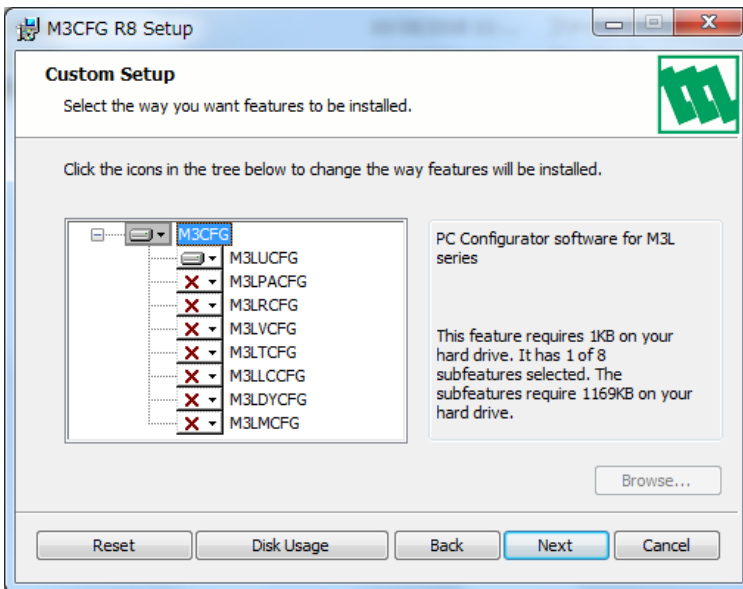 M3CFG R8 Setup
Custom Setup
Select the way you want features to be installed.
Click the icons in the tree below to change the way features will be installed.
M3CFG
M3LUCFG
M3LPACFG
M3LRCFG
M3LVCFG
M3LTCFG
M3LLCCFG
M3LDYCFG
M3LMCFG
PC Configurator software for M3L
series
This feature requires 1KB on your
hard drive. It has 1 of 8
subfeatures selected. The
subfeatures require 1169KB on your
hard drive.
Browse...
Reset
Disk Usage
Back
Next
Cancel